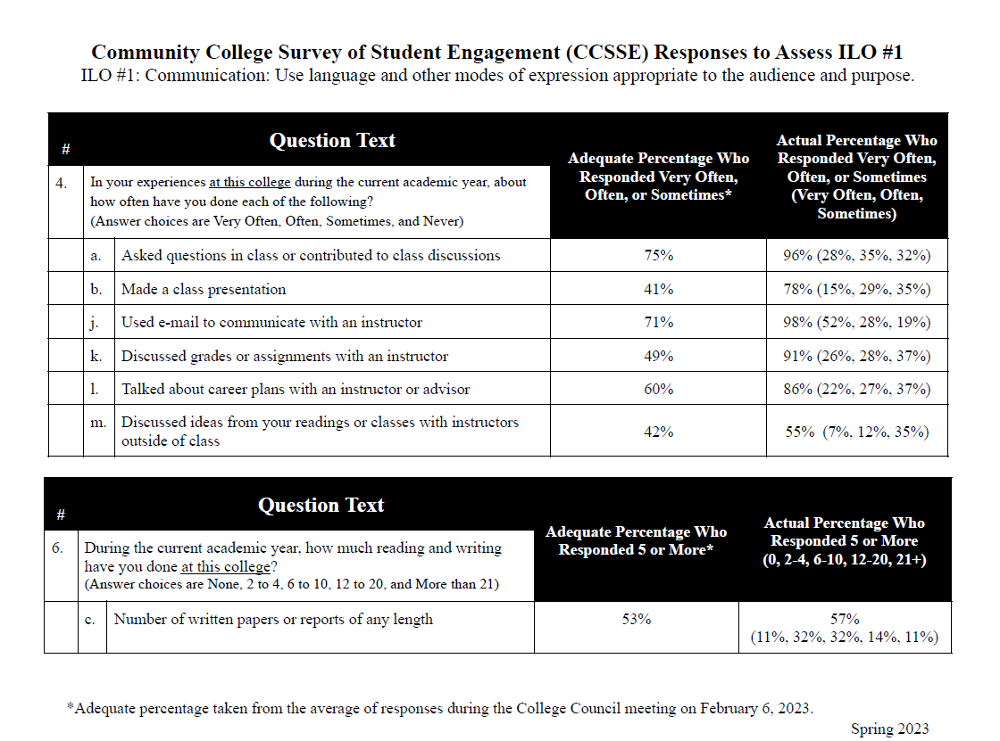 Community College Survey of Student Engagement (CCSSE) Responses to Assess ILO #1
ILO #1: Communication: Use language and other modes of expression appropriate to the audience and purpose.
#
Question Text
Adequate Percentage Who
Responded Very Often,
Often, or Sometimes*
Actual Percentage Who
Responded Very Often,
Often, or Sometimes
(Very Often, Often,
Sometimes)
4.
In your experiences at this college during the current academic year, about
how often have you done each of the following?
(Answer choices are Very Often, Often, Sometimes, and Never)
a. Asked questions in class or contributed to class discussions 75% 96% (28%, 35%, 32%)
b. Made a class presentation 41% 78% (15%, 29%, 35%)
j. Used e-mail to communicate with an instructor 71% 98% (52%, 28%, 19%)
k. Discussed grades or assignments with an instructor 49% 91% (26%, 28%, 37%)
l. Talked about career plans with an instructor or advisor 60% 86% (22%, 27%, 37%)
m. Discussed ideas from your readings or classes with instructors
outside of class
42% 55% (7%, 12%, 35%)
#
Question Text
Adequate Percentage Who
Responded 5 or More*
Actual Percentage Who
Responded 5 or More
(0, 2-4, 6-10, 12-20, 21+)
6.
During the current academic year, how much reading and writing
have you done at this college?
(Answer choices are None, 2 to 4, 6 to 10, 12 to 20, and More than 21)
c. Number of written papers or reports of any length 53% 57%
(11%, 32%, 32%, 14%, 11%)
*Adequate percentage taken from the average of responses during the College Council meeting on February 6, 2023.
Spring 2023